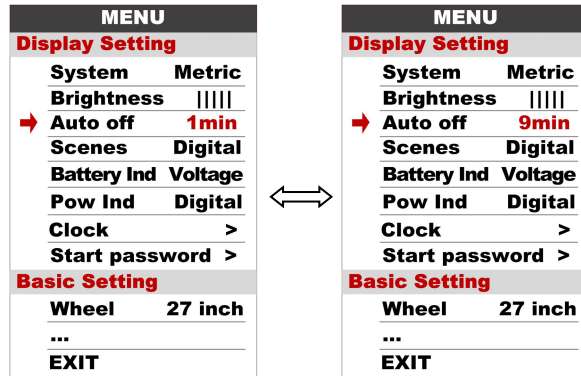 MENU
Display Setting
System Metric
Brightness |||||
Auto off 1min
Scenes Digital
Battery Ind Voltage
Pow Ind Digital
Clock >
Start password >
Basic Setting
Wheel 27 inch
...
EXIT
MENU
Display Setting
System Metric
Brightness |||||
Auto off 9min
Scenes Digital
Battery Ind Voltage
Pow Ind Digital
Clock >
Start password >
Basic Setting
Wheel 27 inch
...
EXIT